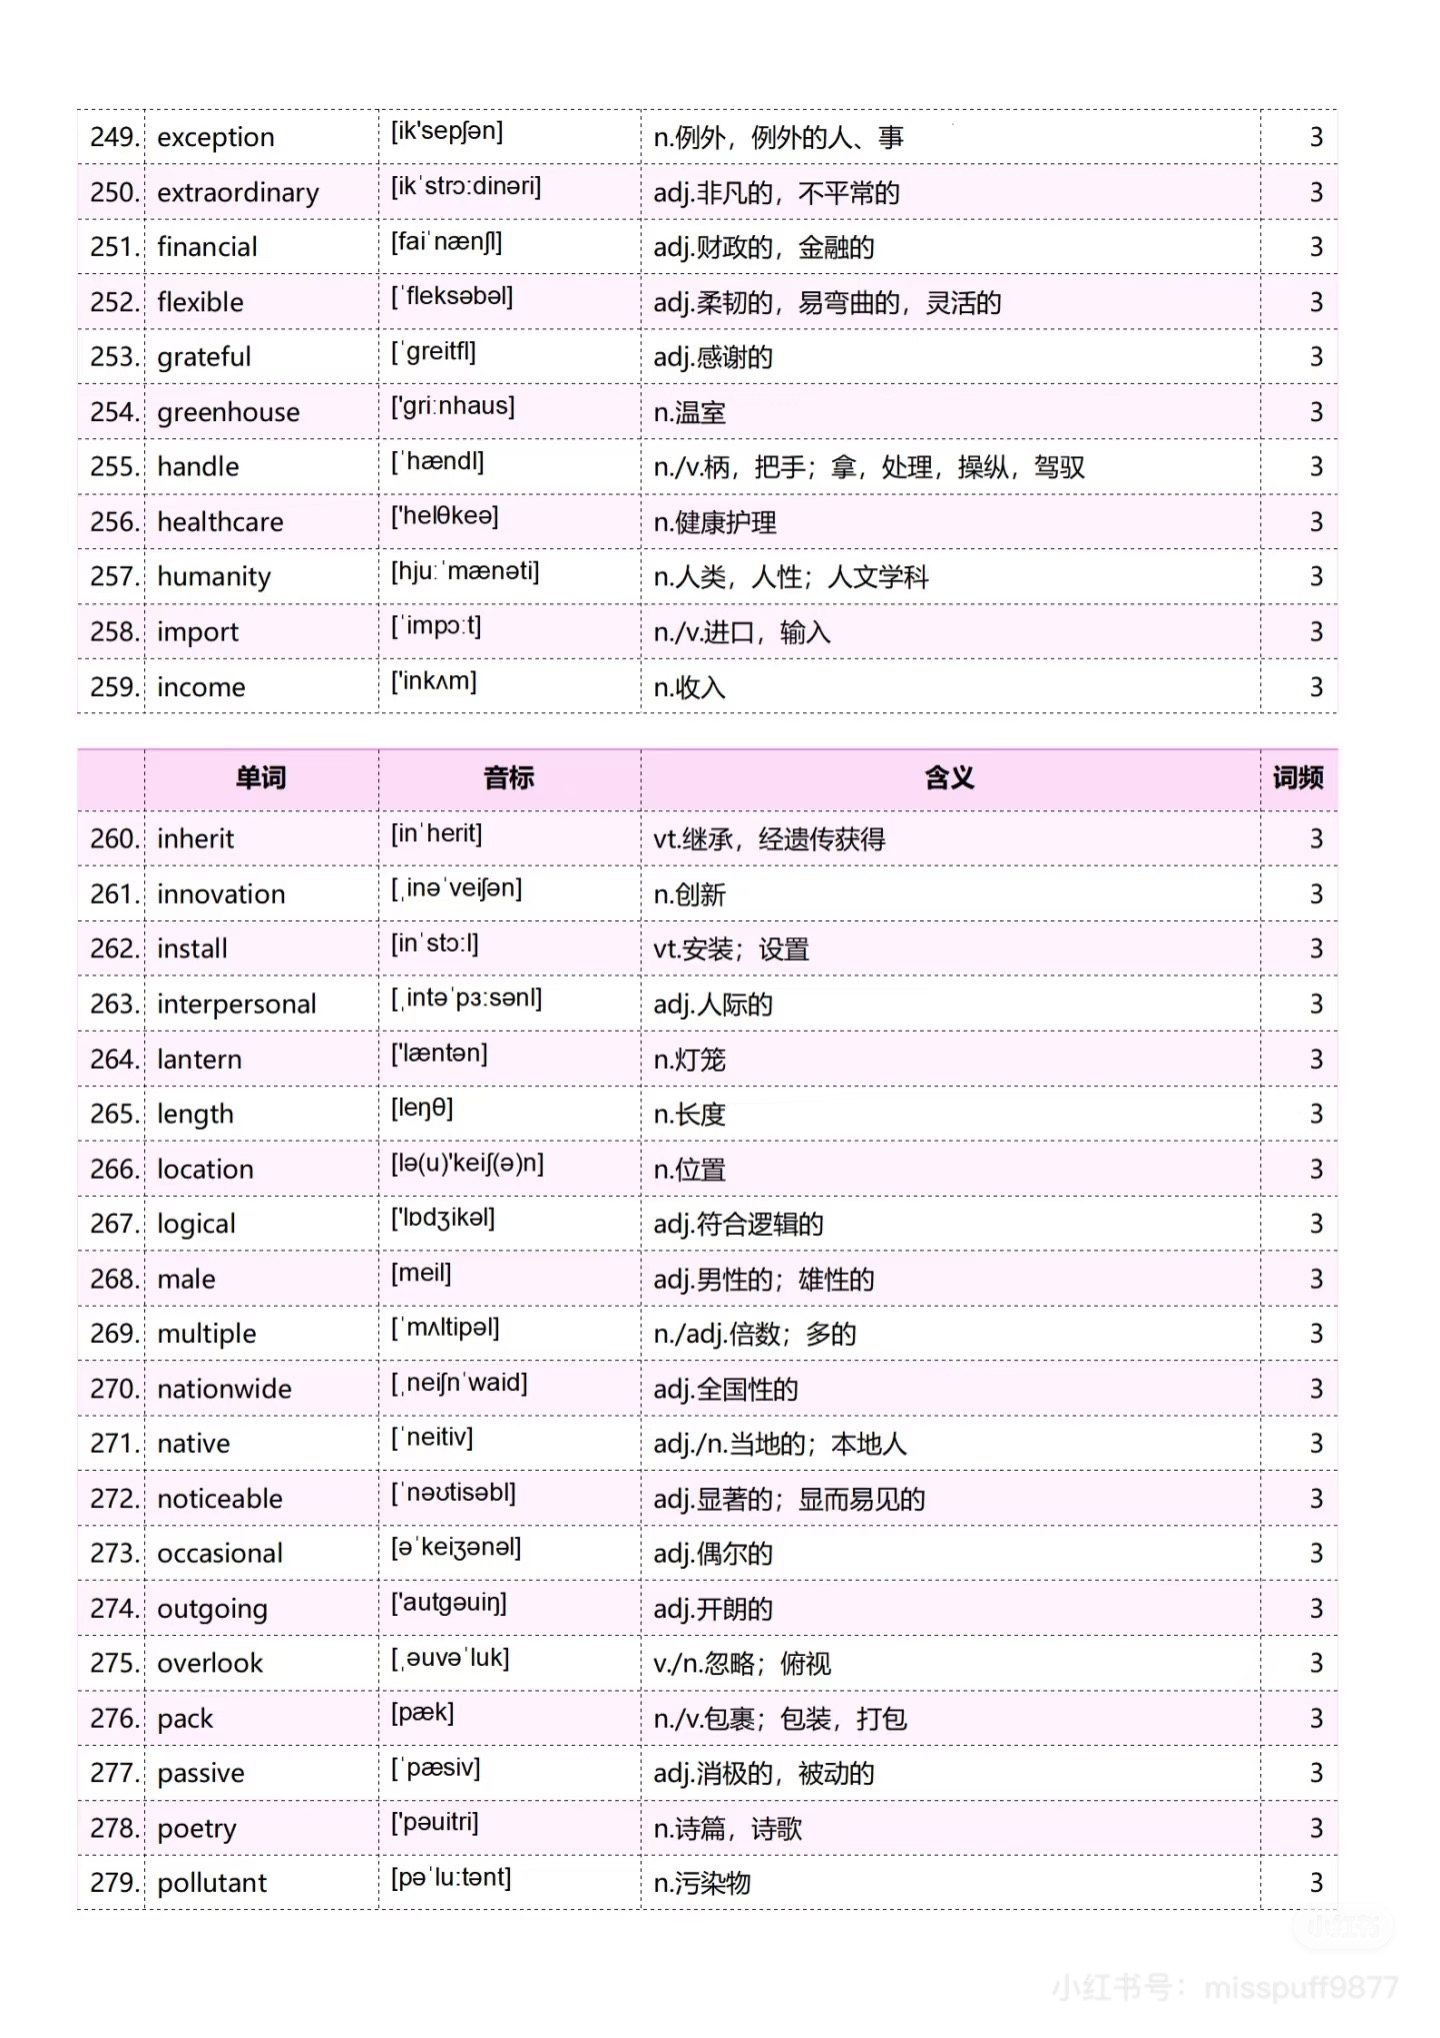 249. exception [ik'sepʃən] n.例外，例外的人、事 3
250. extraordinary [ikˈstrɔːdinəri] adj.非凡的，不平常的 3
251. financial [faiˈnænʃl] adj.财政的，金融的 3
252. flexible [ˈfleksəbəl] adj.柔韧的，易弯曲的，灵活的 3
253. grateful [ˈgreitfl] adj.感谢的 3
254. greenhouse ['griːnhaus] n.温室 3
255. handle [ˈhændl] n./v.柄，把手；拿，处理，操纵，驾驭 3
256. healthcare ['helθkeə] n.健康护理 3
257. humanity [hjuːˈmænəti] n.人类，人性；人文学科 3
258. import [ˈimpɔːt] n./v.进口，输入 3
259. income ['inkʌm] n.收入 3
单词 音标 含义 词频
260. inherit [inˈherit] vt.继承，经遗传获得 3
261. innovation [ˌinəˈveiʃən] n.创新 3
262. install [inˈstɔːl] vt.安装；设置 3
263. interpersonal [ˌintəˈpɜːsənl] adj.人际的 3
264. lantern ['læntən] n.灯笼 3
265. length [leŋθ] n.长度 3
266. location [lə(u)'keiʃ(ə)n] n.位置 3
267. logical ['lɒdʒikəl] adj.符合逻辑的 3
268. male [meil] adj.男性的；雄性的 3
269. multiple [ˈmʌltipəl] n./adj.倍数；多的 3
270. nationwide [ˌneiʃnˈwaid] adj.全国性的 3
271. native [ˈneitiv] adj./n.当地的；本地人 3
272. noticeable [ˈnəʊtisəbl] adj.显著的；显而易见的 3
273. occasional [əˈkeiʒənəl] adj.偶尔的 3
274. outgoing ['autgəuiŋ] adj.开朗的 3
275. overlook [ˌəuvəˈluk] v./n.忽略；俯视 3
276. pack [pæk] n./v.包裹；包装，打包 3
277. passive [ˈpæsiv] adj.消极的，被动的 3
278. poetry ['pəuitri] n.诗篇，诗歌 3
279. pollutant [pəˈluːtənt] n.污染物 3
小红书
小红书号：misspuff9877